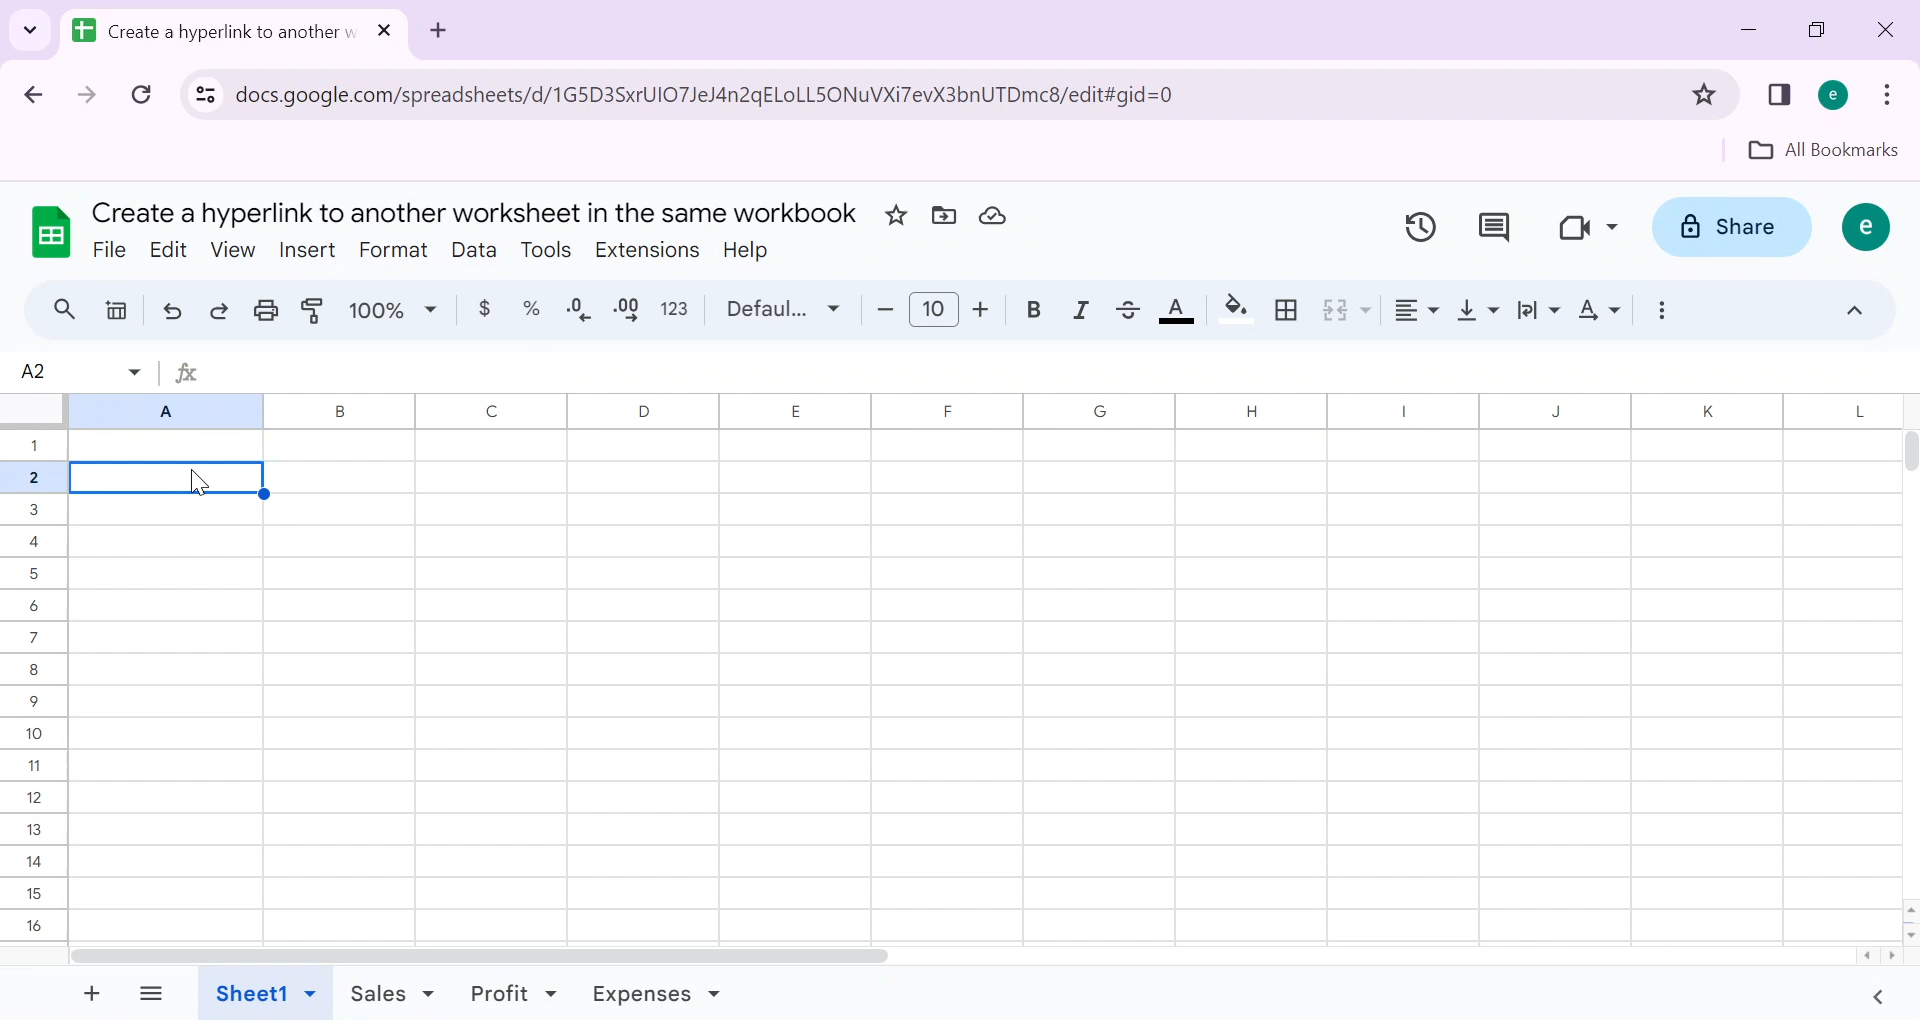 Create a hyperlink to another w
docs.google.com/spreadsheets/d/1G5D3SxrUIO7JeJ4n2qELoLL5ONuVXi7evX3bnUTDmc8/edit#gid=0
e
All Bookmarks
Create a hyperlink to another worksheet in the same workbook
File Edit View Insert Format Data Tools Extensions Help
Share
e
100% $ % .0 .00 123 Defaul... 10 B I S A A
A2 fx
A B C D E F G H I J K L
1
2
3
4
5
6
7
8
9
10
11
12
13
14
15
16
Sheet1 Sales Profit Expenses